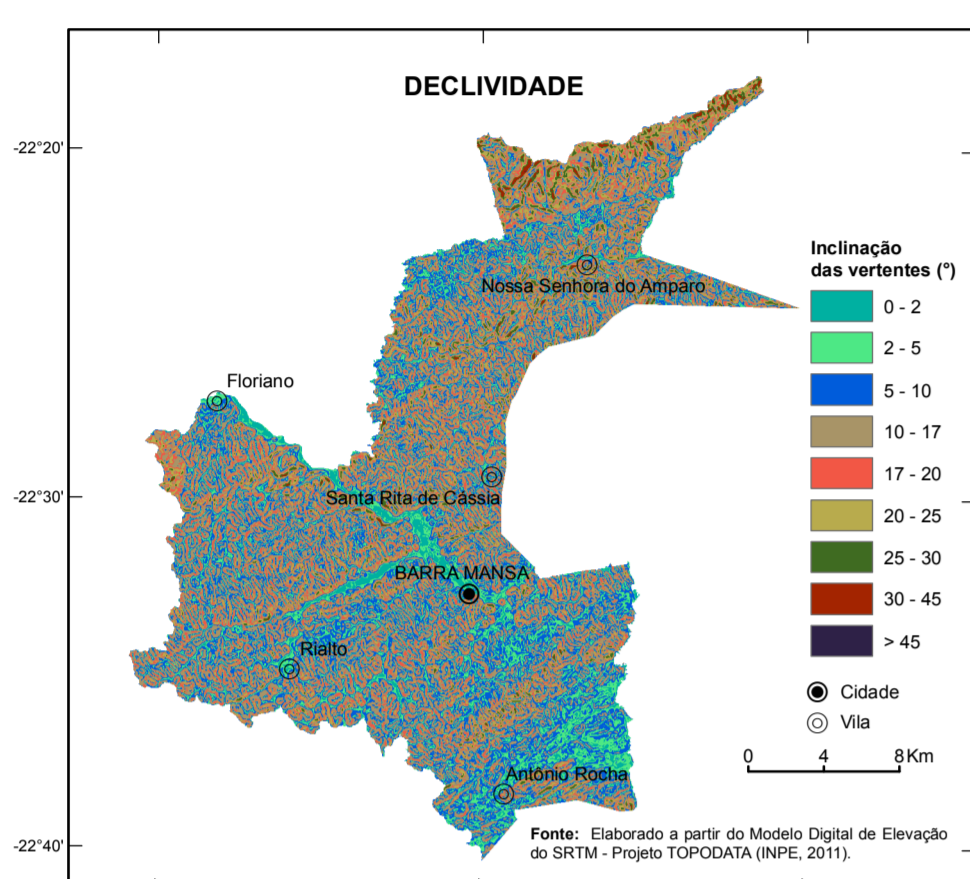 DECLIVIDADE
-22°20'
Nossa Senhora do Amparo
Inclinação
das vertentes (°)
0 - 2
2 - 5
5 - 10
10 - 17
17 - 20
20 - 25
25 - 30
30 - 45
> 45
Floriano
-22°30'
Santa Rita de Cássia
BARRA MANSA
Rialto
Cidade
Vila
0 4 8 Km
Antônio Rocha
-22°40'
Fonte: Elaborado a partir do Modelo Digital de Elevação
do SRTM - Projeto TOPODATA (INPE, 2011).